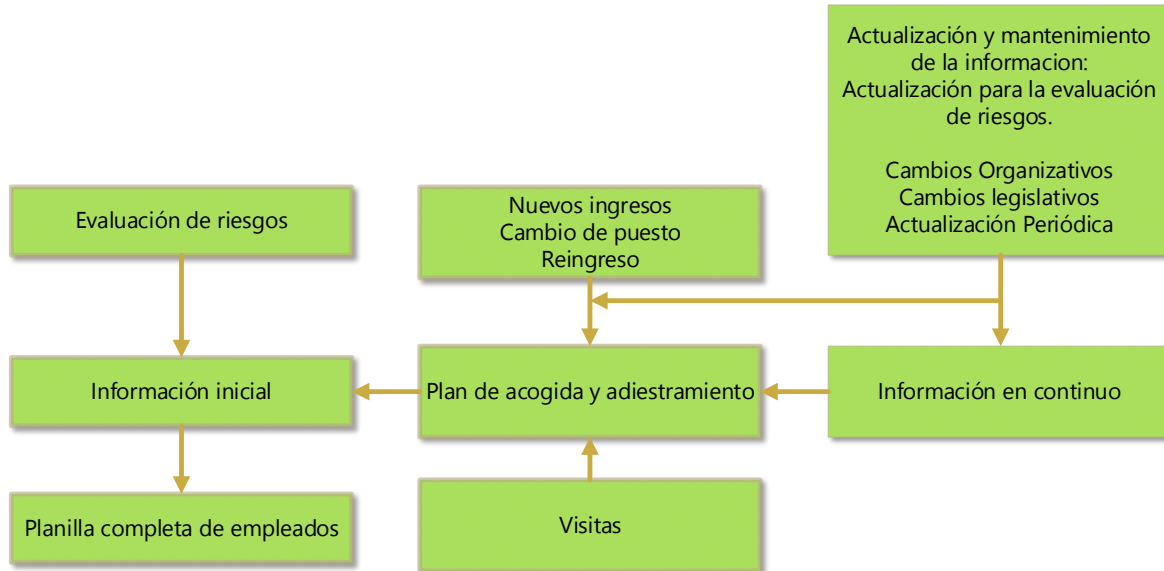 Actualización y mantenimiento
de la informacion:
Actualización para la evaluación
de riesgos.
Cambios Organizativos
Cambios legislativos
Actualización Periódica
Evaluación de riesgos
Nuevos ingresos
Cambio de puesto
Reingreso
Información inicial
Plan de acogida y adiestramiento
Información en continuo
Planilla completa de empleados
Visitas